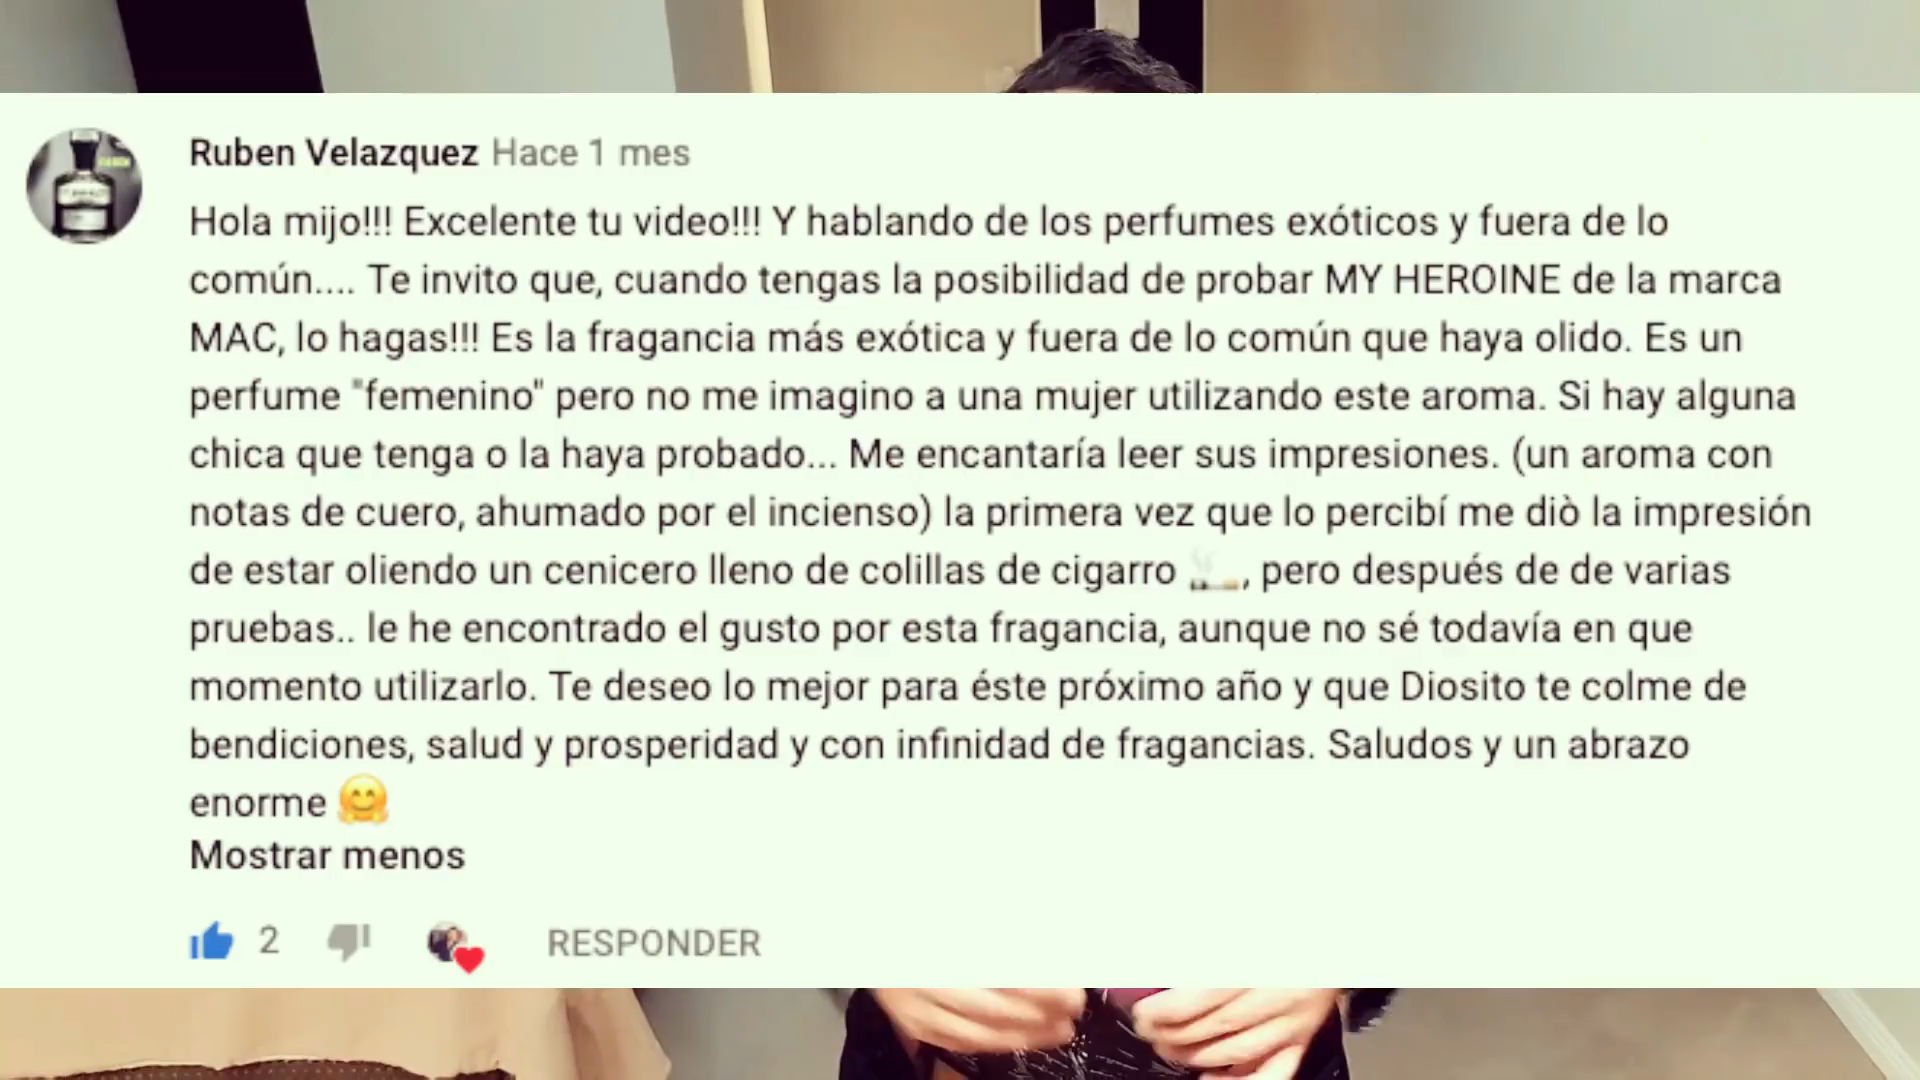 Ruben Velazquez Hace 1 mes
Hola mijo!!! Excelente tu video!!! Y hablando de los perfumes exóticos y fuera de lo
común.... Te invito que, cuando tengas la posibilidad de probar MY HEROINE de la marca
MAC, lo hagas!!! Es la fragancia más exótica y fuera de lo común que haya olido. Es un
perfume "femenino" pero no me imagino a una mujer utilizando este aroma. Si hay alguna
chica que tenga o la haya probado... Me encantaría leer sus impresiones. (un aroma con
notas de cuero, ahumado por el incienso) la primera vez que lo percibí me diò la impresión
de estar oliendo un cenicero lleno de colillas de cigarro 🚬, pero después de de varias
pruebas.. le he encontrado el gusto por esta fragancia, aunque no sé todavía en que
momento utilizarlo. Te deseo lo mejor para éste próximo año y que Diosito te colme de
bendiciones, salud y prosperidad y con infinidad de fragancias. Saludos y un abrazo
enorme 🤗
Mostrar menos
2 RESPONDER